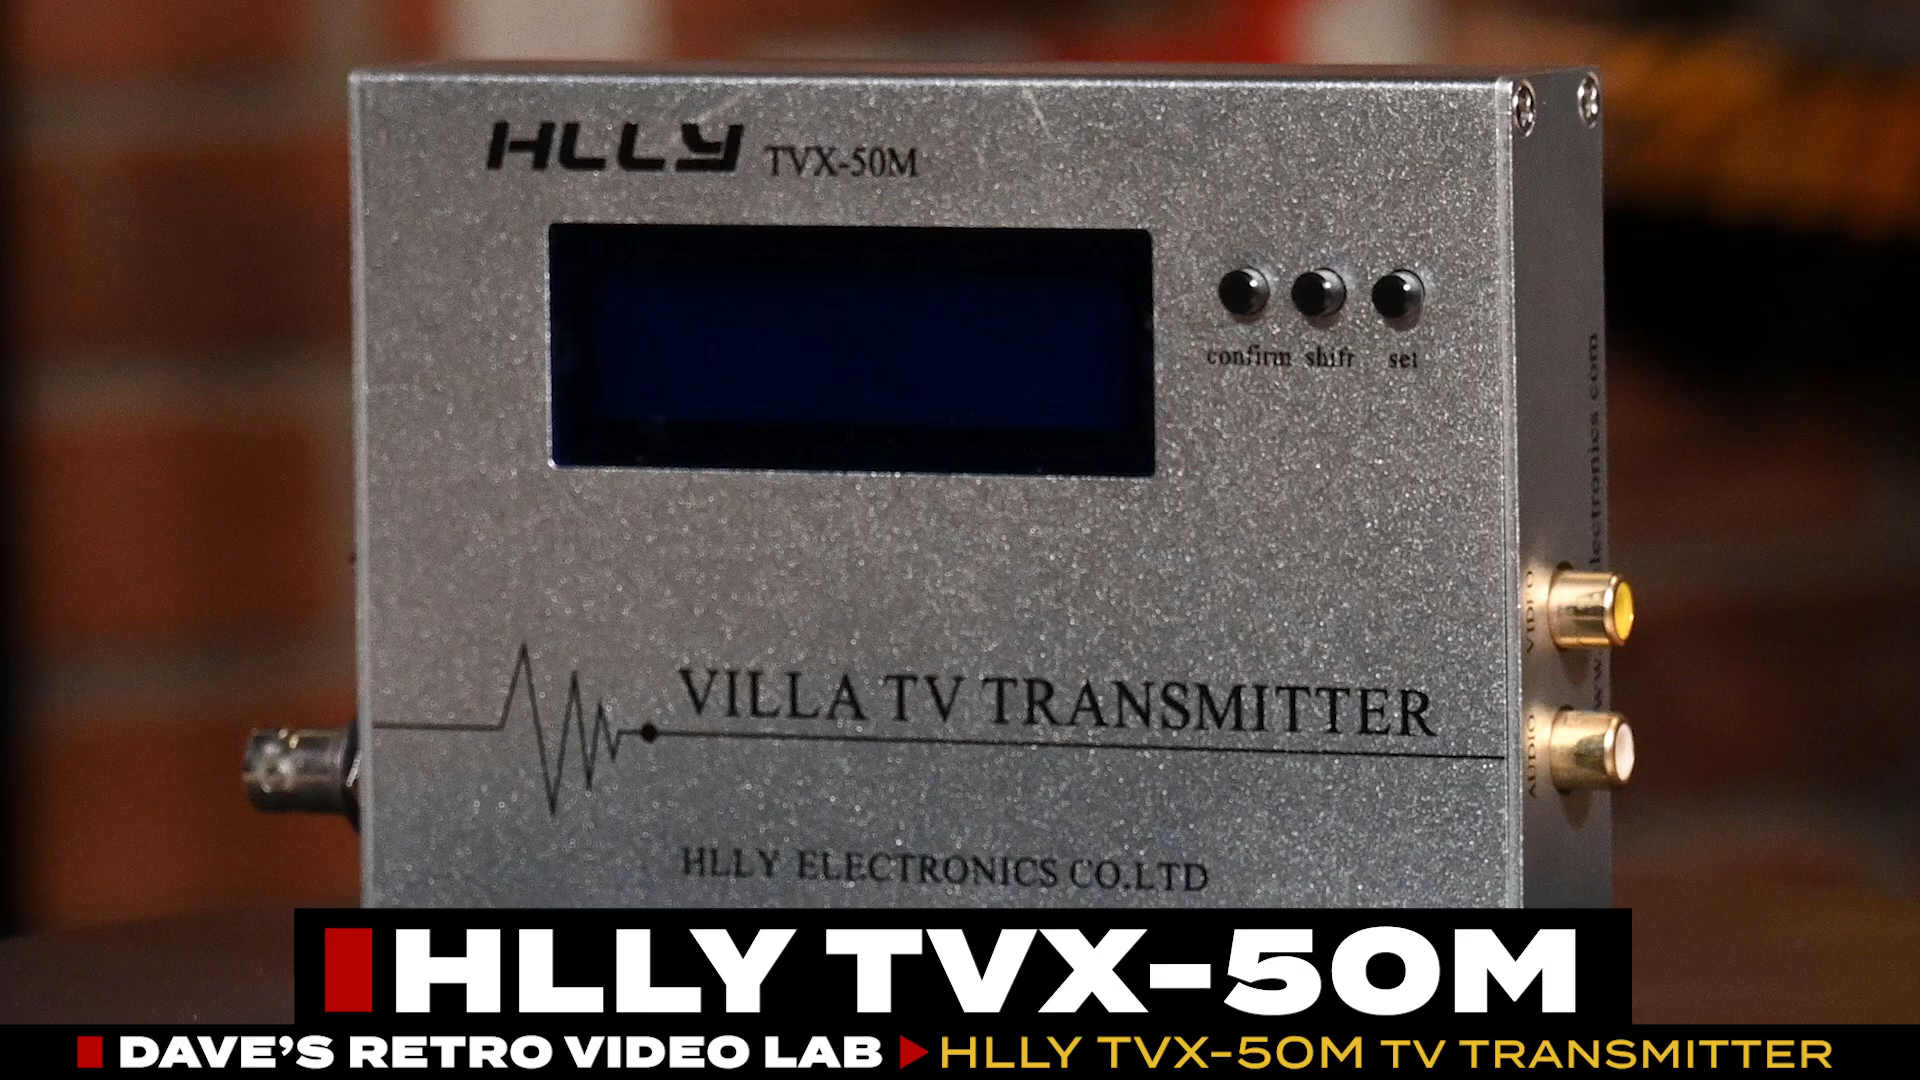 HLLY TVX-50M
confirm shift set
VIDEO
AUDIO
VILLA TV TRANSMITTER
HLLY ELECTRONICS CO.LTD
HLLY TVX-50M
DAVE'S RETRO VIDEO LAB HLLY TVX-50M TV TRANSMITTER